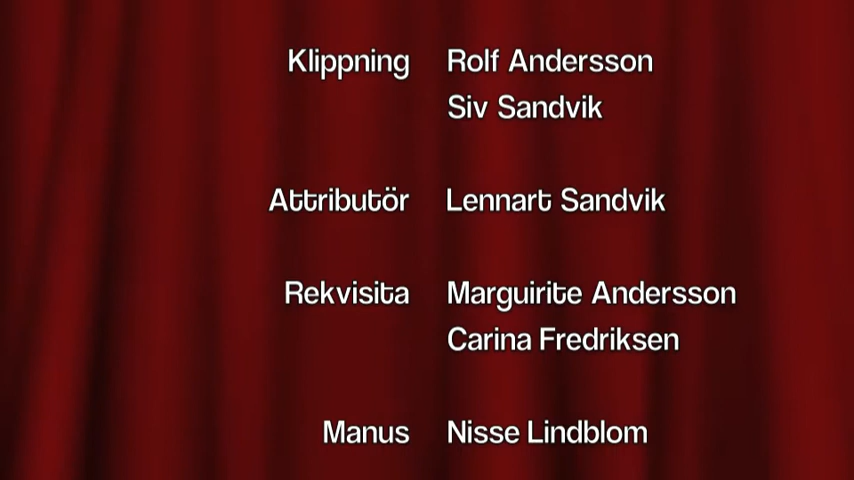 Klippning Rolf Andersson
Siv Sandvik
Attributör Lennart Sandvik
Rekvisita Marguirite Andersson
Carina Fredriksen
Manus Nisse Lindblom